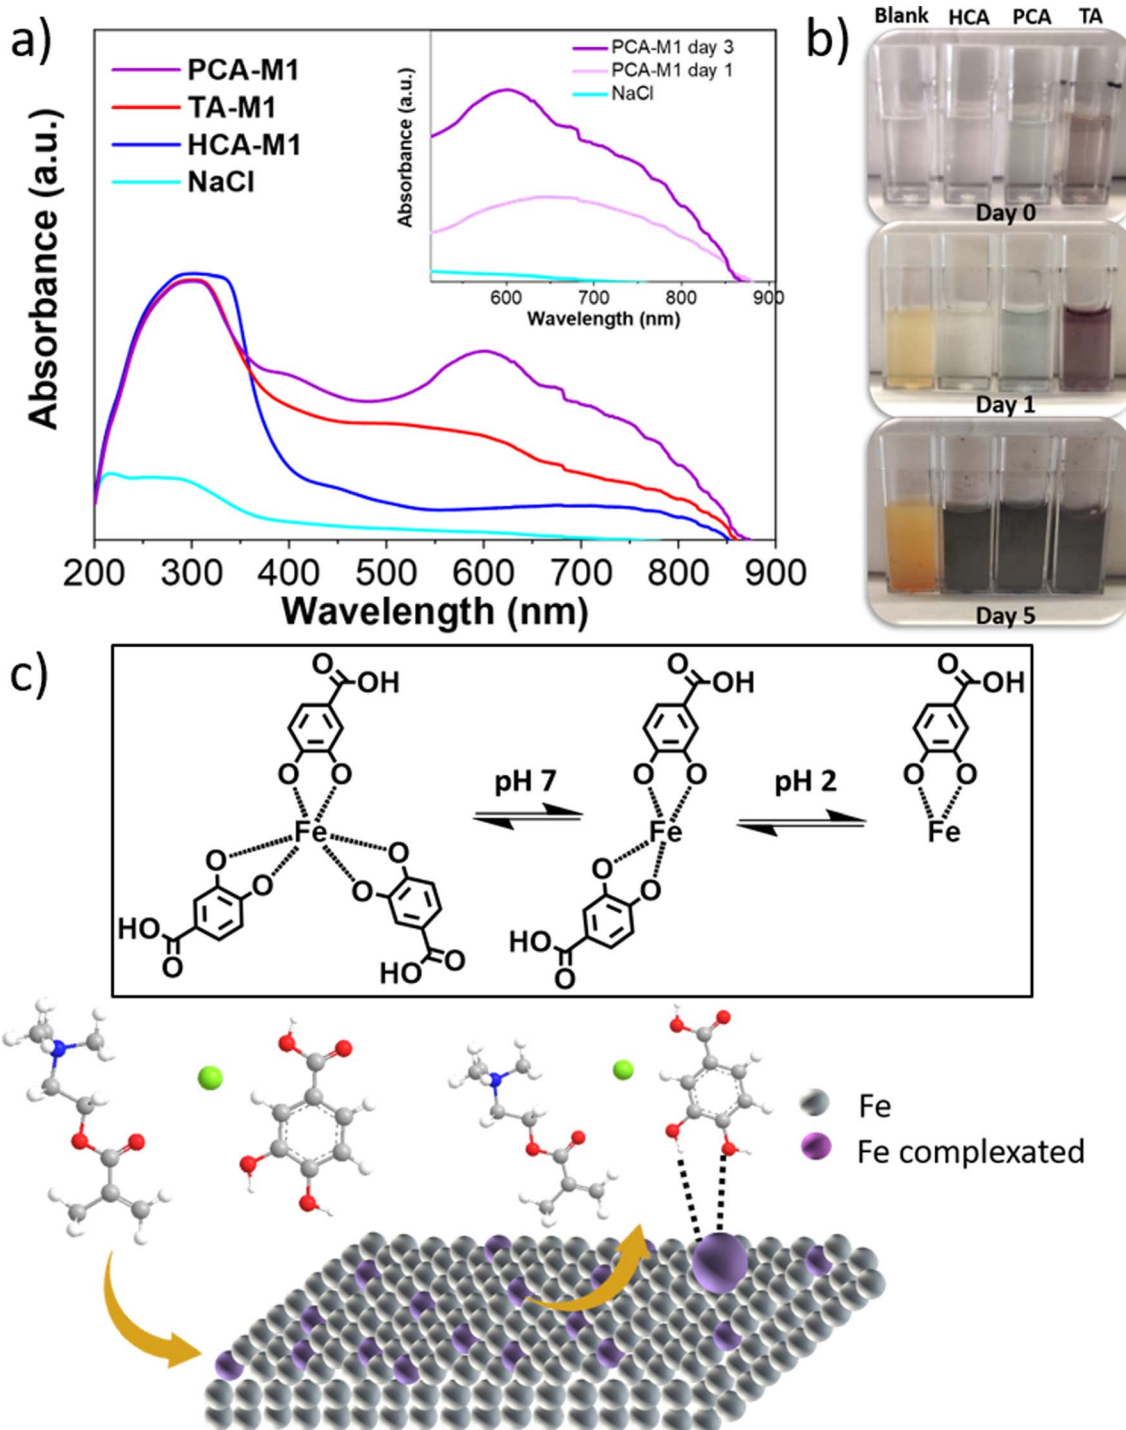 a)
PCA-M1
TA-M1
HCA-M1
NaCl
Absorbance (a.u.)
200 300 400 500 600 700 800 900
Wavelength (nm)
PCA-M1 day 3
PCA-M1 day 1
NaCl
Absorbance (a.u.)
600 700 800 900
Wavelength (nm)
b)
Blank HCA PCA TA
Day 0
Day 1
Day 5
c)
O
OH
O O
Fe
O
O
O
O
HO
O
HO
O
pH 7
O
OH
O O
Fe
O
O
HO
O
pH 2
O
OH
O O
Fe
Fe
Fe complexated